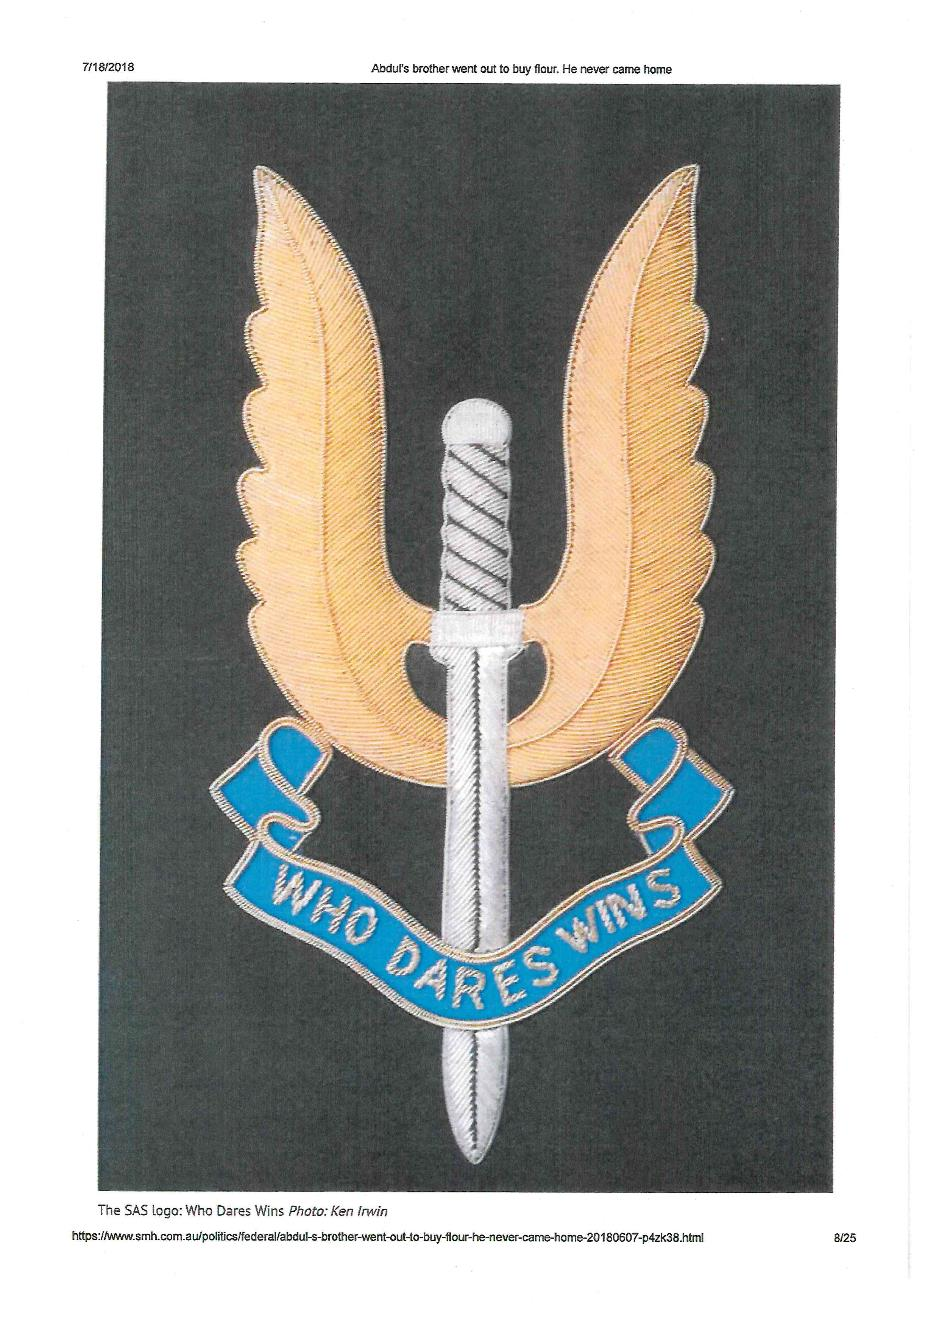 7/18/2018 Abdul's brother went out to buy flour. He never came home
WHO DARES WINS
The SAS logo: Who Dares Wins Photo: Ken Irwin
https://www.smh.com.au/politics/federal/abdul-s-brother-went-out-to-buy-flour-he-never-came-home-20180607-p4zk38.html 8/25